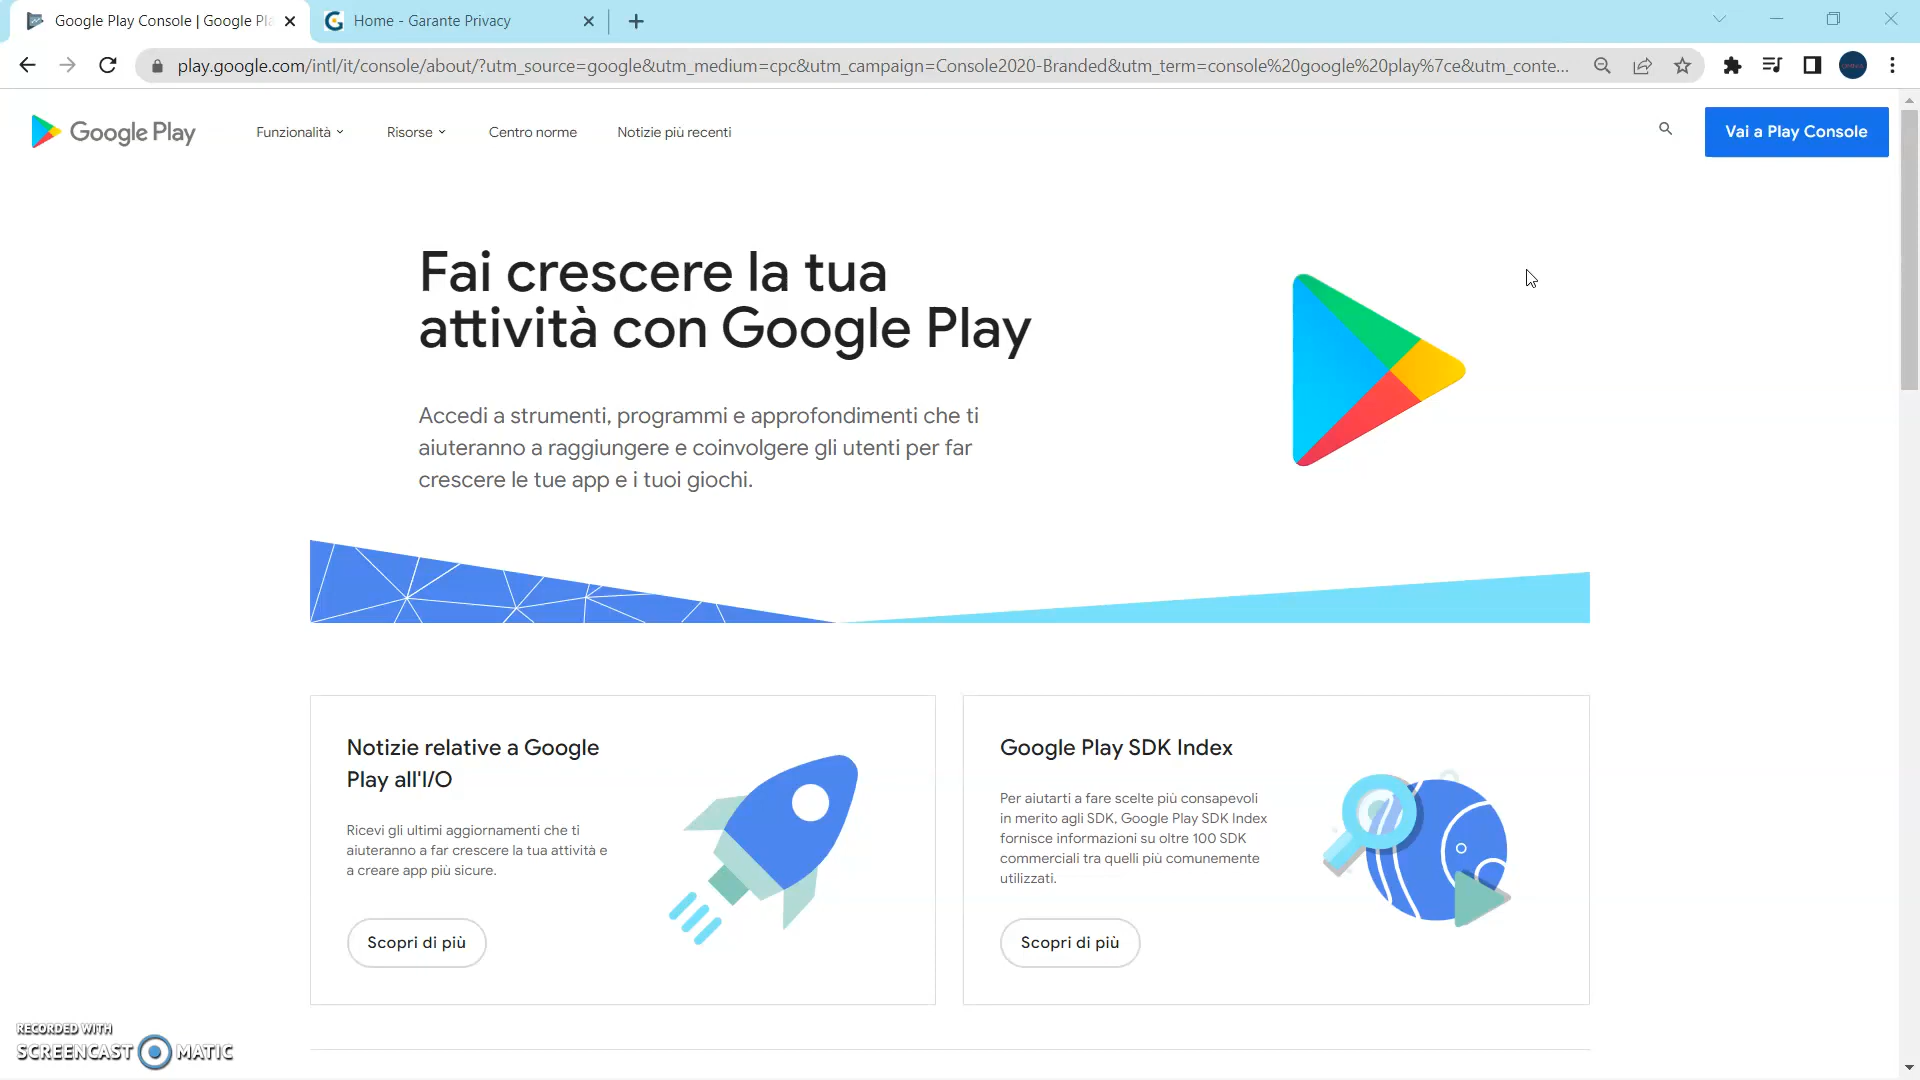 Google Play Console | Google Pla
Home - Garante Privacy
play.google.com/intl/it/console/about/?utm_source=google&utm_medium=cpc&utm_campaign=Console2020-Branded&utm_term=console%20google%20play%7ce&utm_conte...
Google Play
Funzionalità
Risorse
Centro norme
Notizie più recenti
Vai a Play Console
Fai crescere la tua
attività con Google Play
Accedi a strumenti, programmi e approfondimenti che ti
aiuteranno a raggiungere e coinvolgere gli utenti per far
crescere le tue app e i tuoi giochi.
Notizie relative a Google
Play all'I/O
Ricevi gli ultimi aggiornamenti che ti
aiuteranno a far crescere la tua attività e
a creare app più sicure.
Scopri di più
Google Play SDK Index
Per aiutarti a fare scelte più consapevoli
in merito agli SDK, Google Play SDK Index
fornisce informazioni su oltre 100 SDK
commerciali tra quelli più comunemente
utilizzati.
Scopri di più
RECORDED WITH
SCREENCAST MATIC